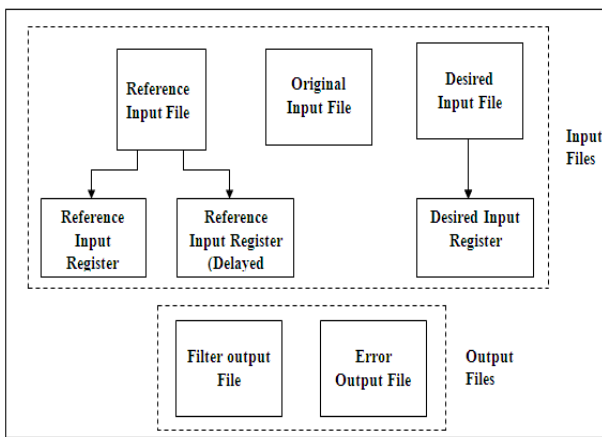 Reference
Input File
Original
Input File
Desired
Input File
Input
Files
Reference
Input
Register
Reference
Input Register
(Delayed
Desired Input
Register
Filter output
File
Error
Output File
Output
Files